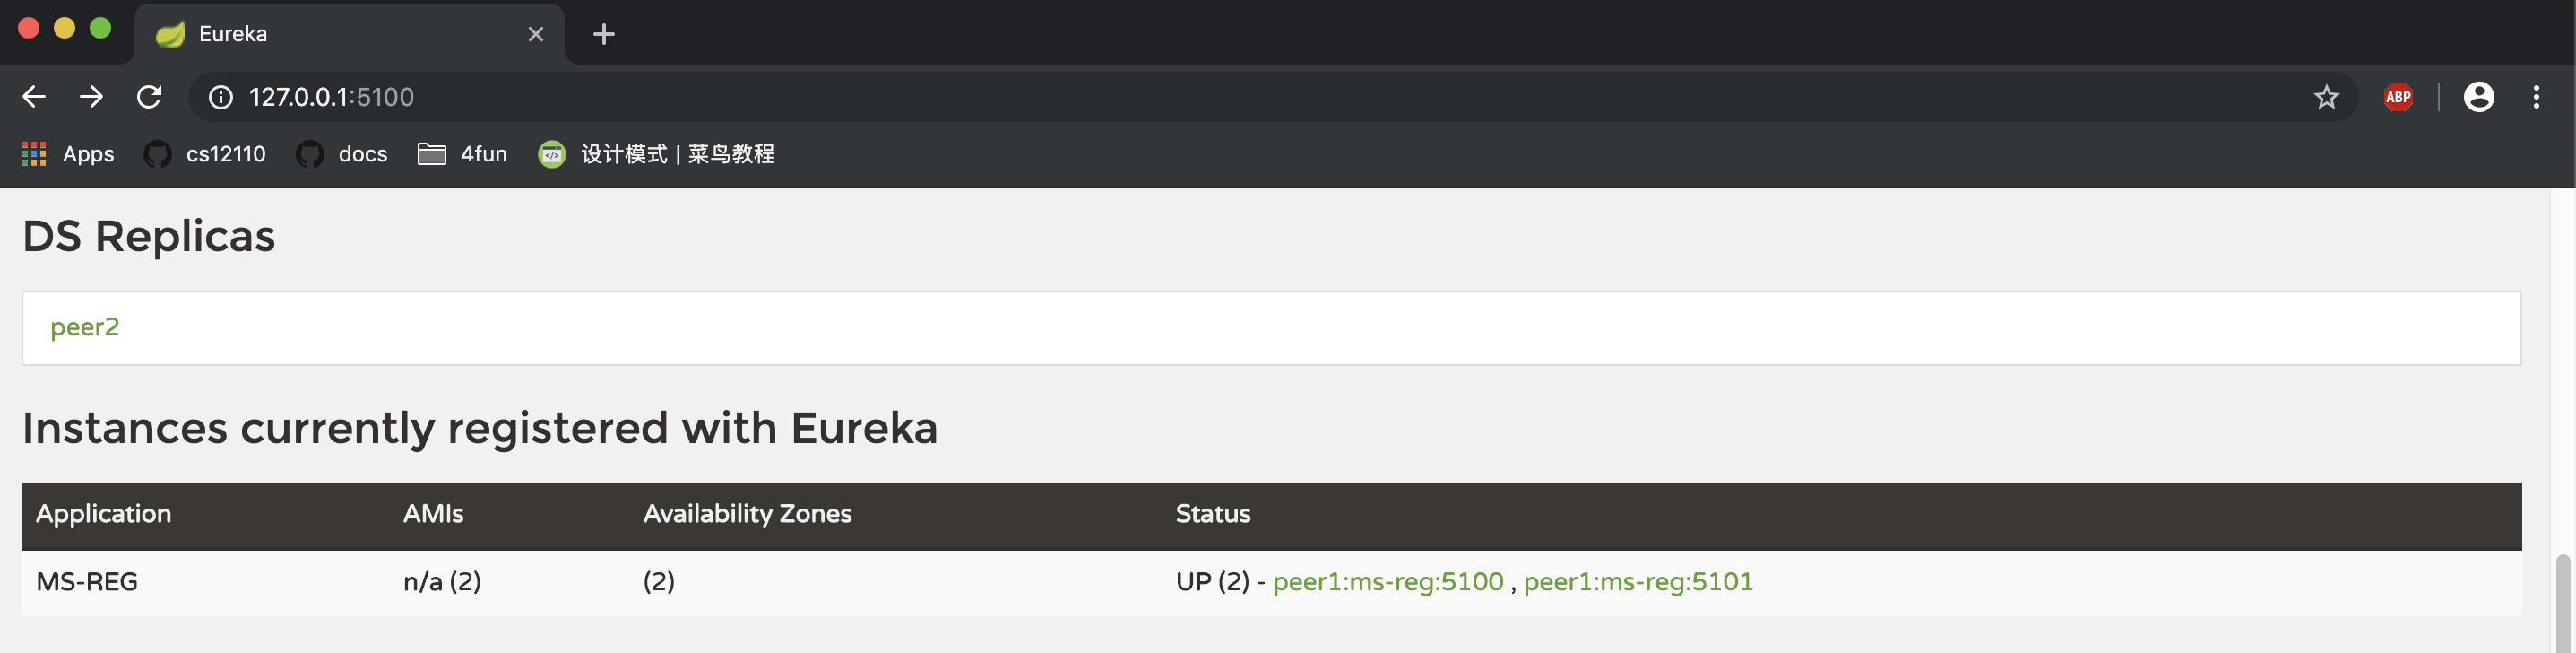 Eureka
127.0.0.1:5100
ABP
Apps cs12110 docs 4fun 设计模式 | 菜鸟教程
DS Replicas
peer2
Instances currently registered with Eureka
Application AMIs Availability Zones Status
MS-REG n/a (2) (2) UP (2) - peer1:ms-reg:5100 , peer1:ms-reg:5101